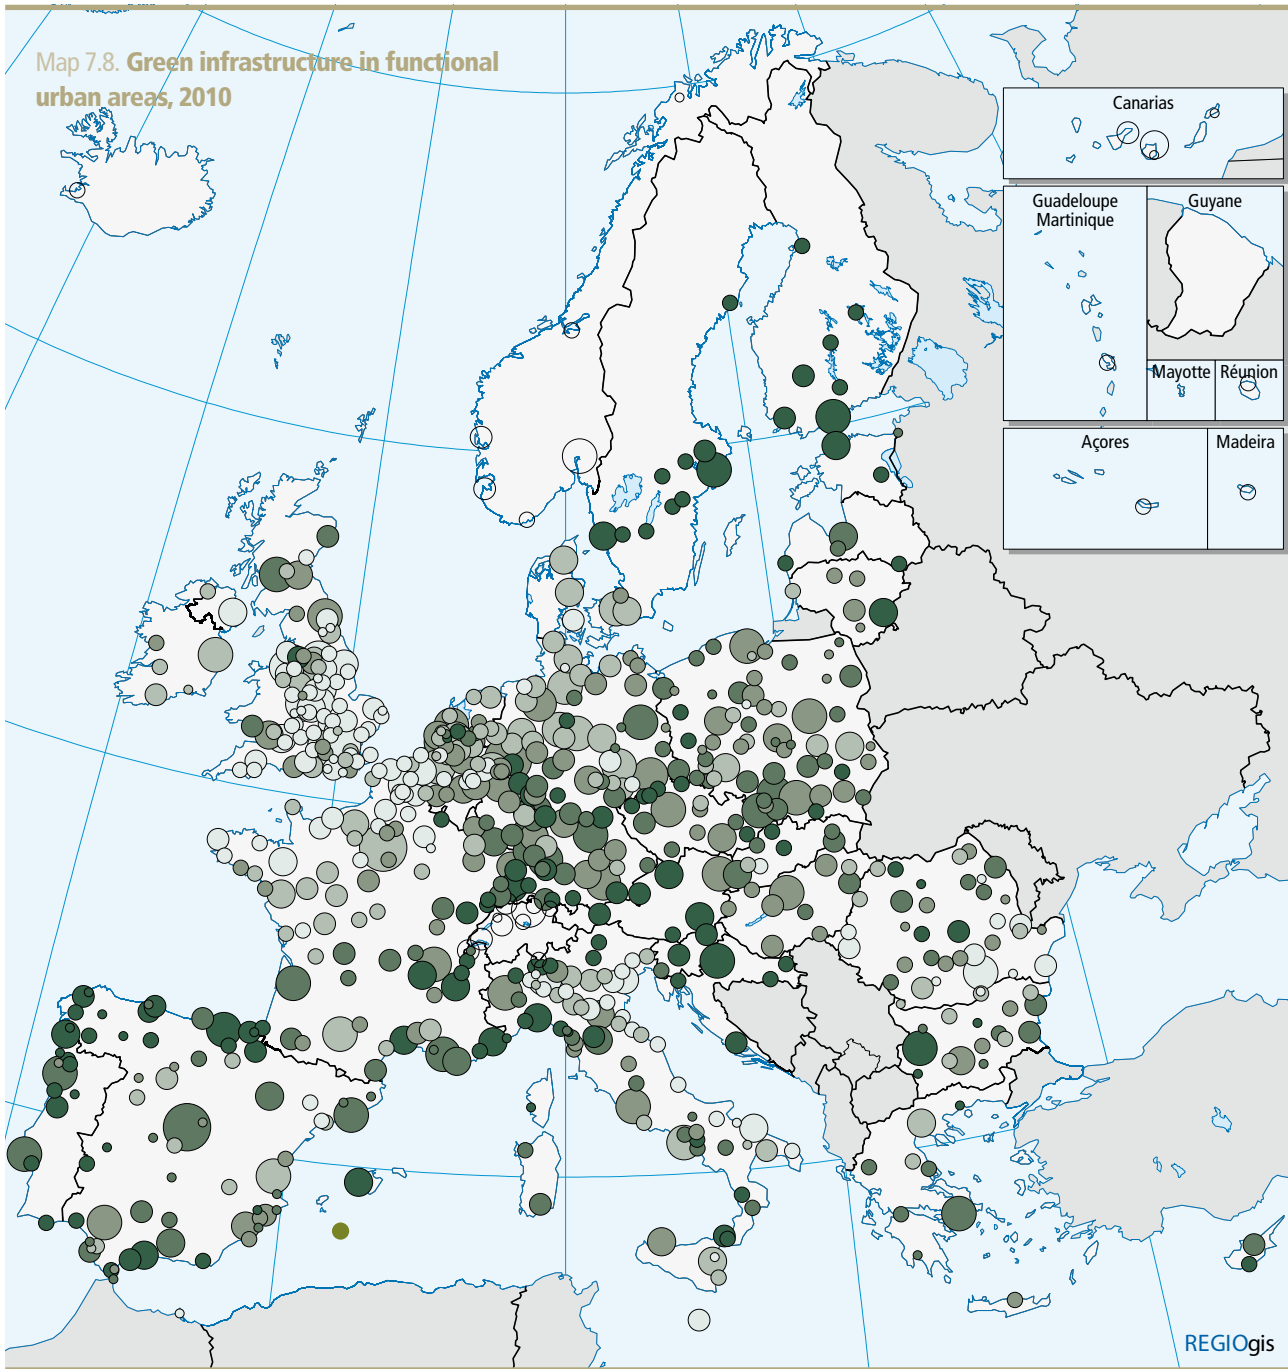 Map 7.8. Green infrastructure in functional
urban areas, 2010
Canarias
Guadeloupe
Martinique
Guyane
Mayotte
Réunion
Açores
Madeira
REGIOgis